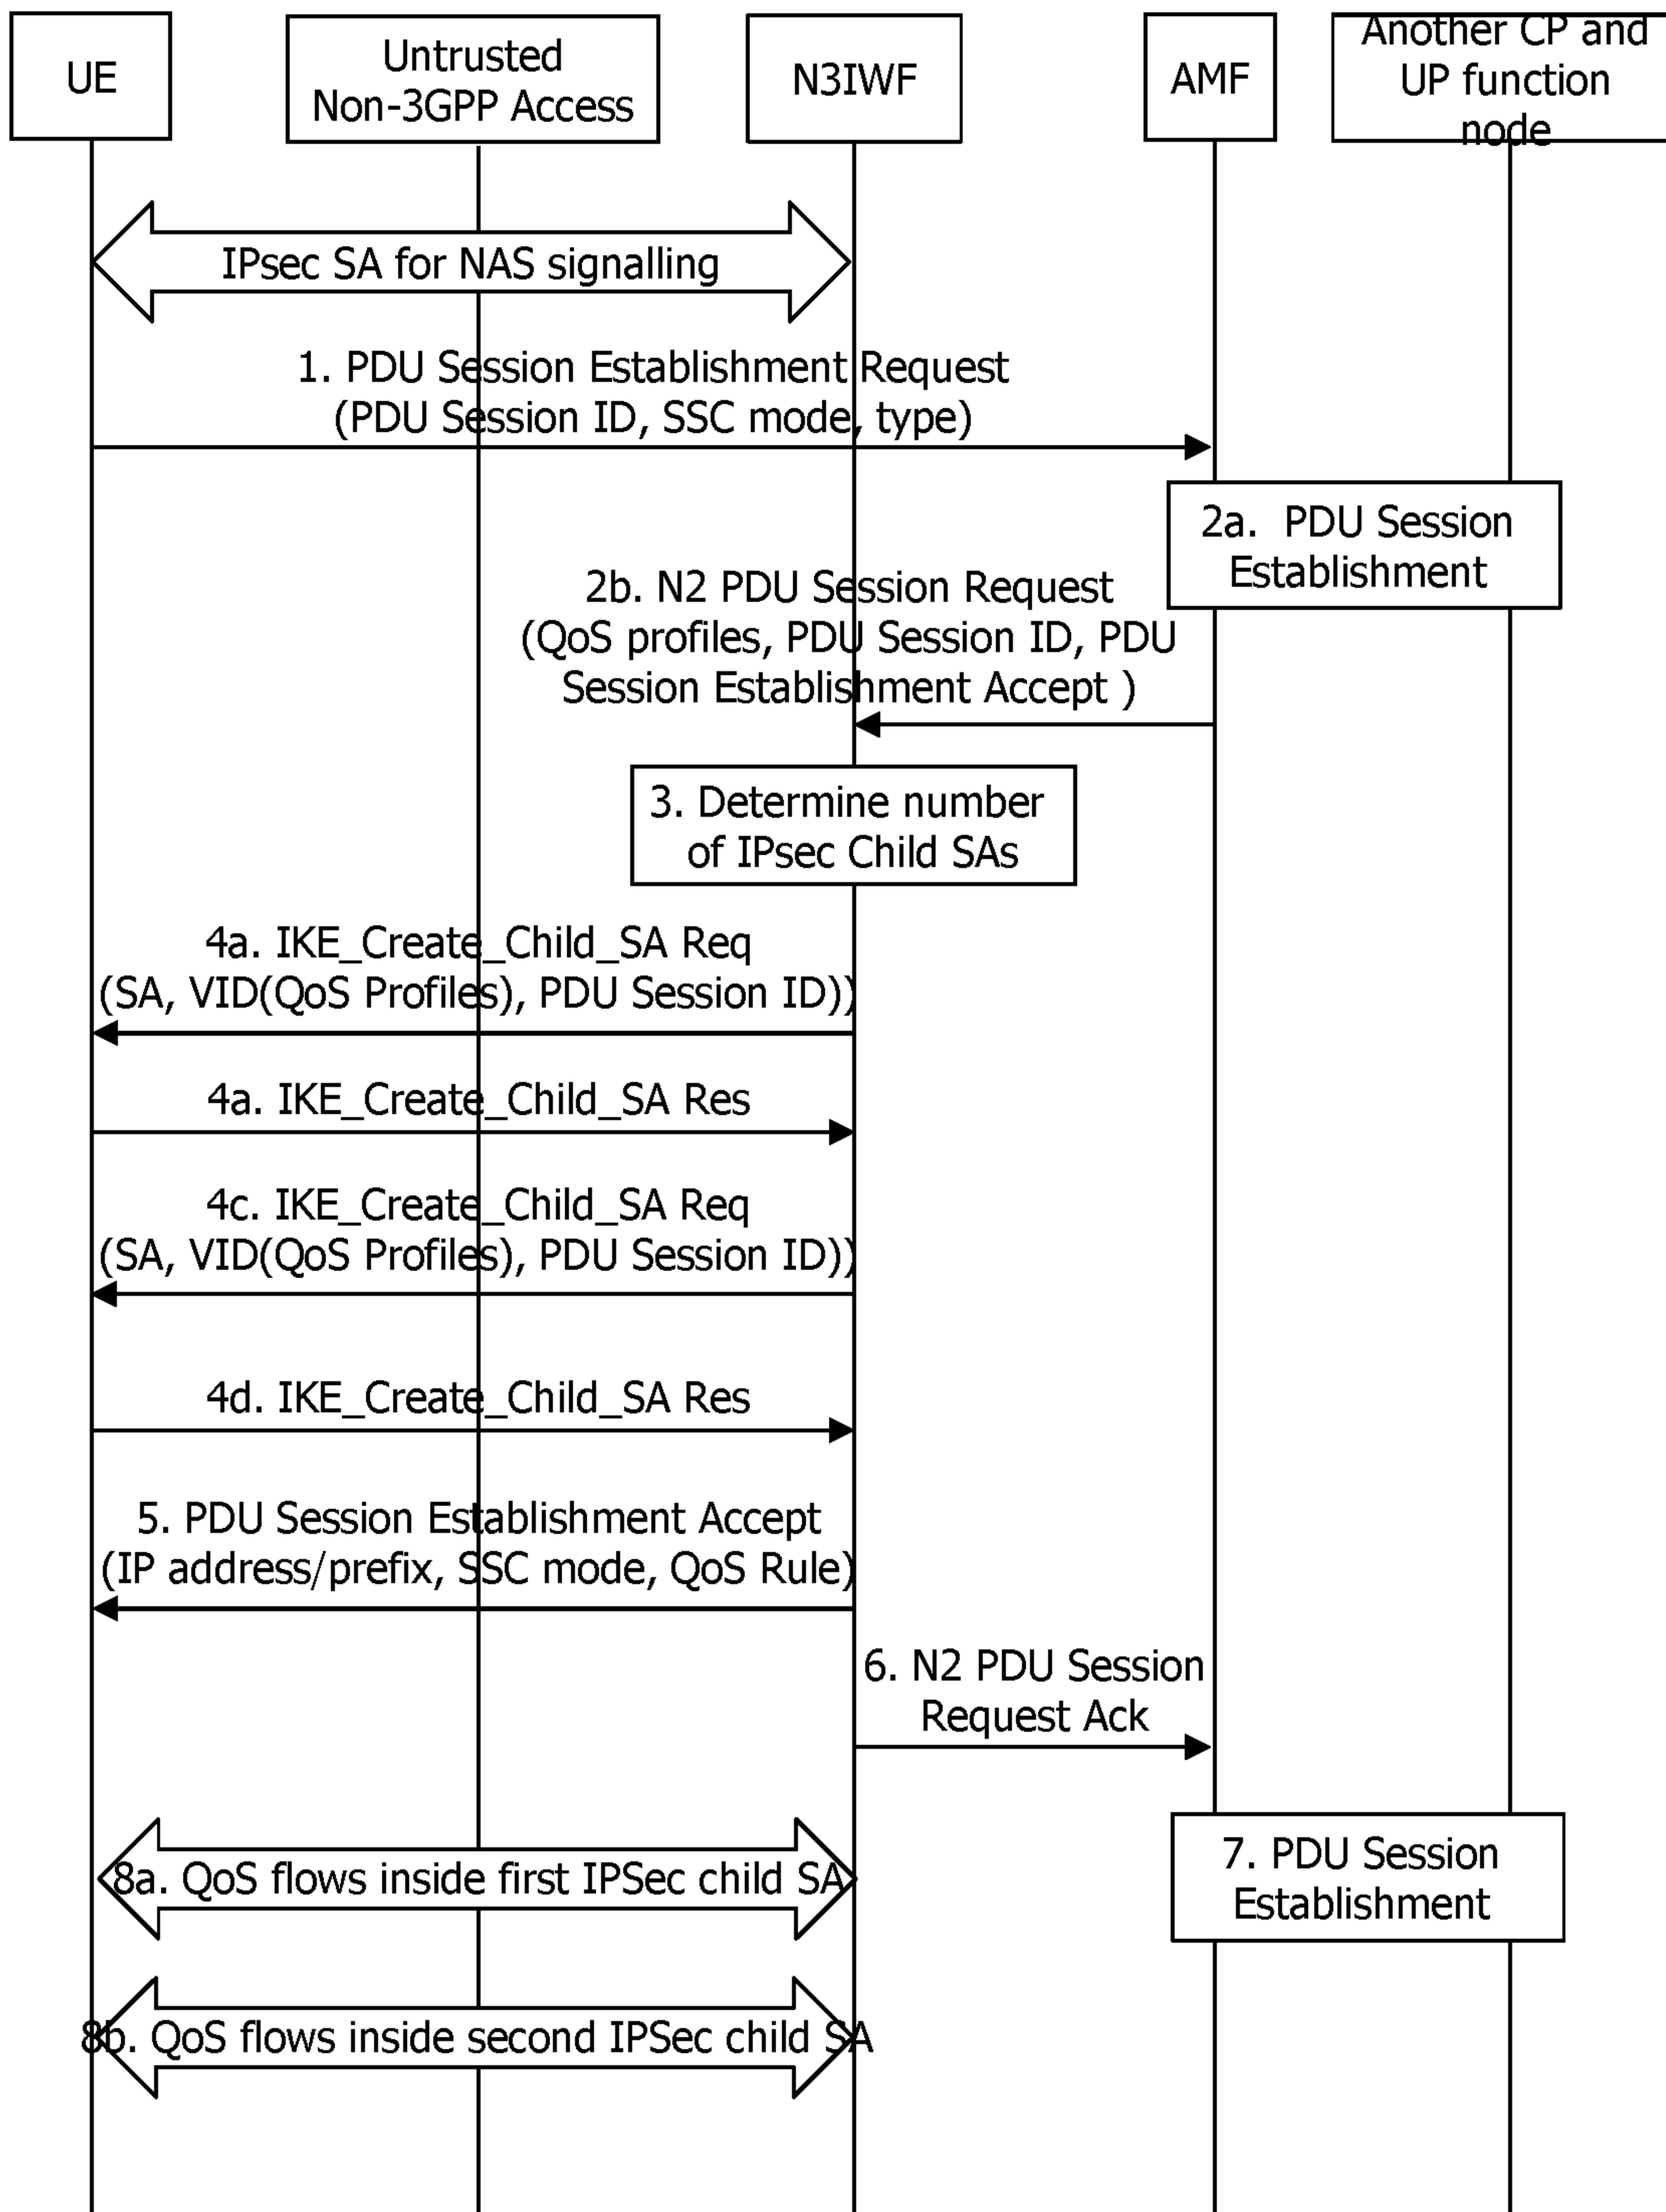 UE
Untrusted
Non-3GPP Access
N3IWF
AMF
Another CP and
UP function
node
IPsec SA for NAS signalling
1. PDU Session Establishment Request
(PDU Session ID, SSC mode, type)
2a. PDU Session
Establishment
2b. N2 PDU Session Request
(QoS profiles, PDU Session ID, PDU
Session Establishment Accept )
3. Determine number
of IPsec Child SAs
4a. IKE_Create_Child_SA Req
(SA, VID(QoS Profiles), PDU Session ID))
4a. IKE_Create_Child_SA Res
4c. IKE_Create_Child_SA Req
(SA, VID(QoS Profiles), PDU Session ID))
4d. IKE_Create_Child_SA Res
5. PDU Session Establishment Accept
(IP address/prefix, SSC mode, QoS Rule)
6. N2 PDU Session
Request Ack
7. PDU Session
Establishment
8a. QoS flows inside first IPSec child SA
8b. QoS flows inside second IPSec child SA